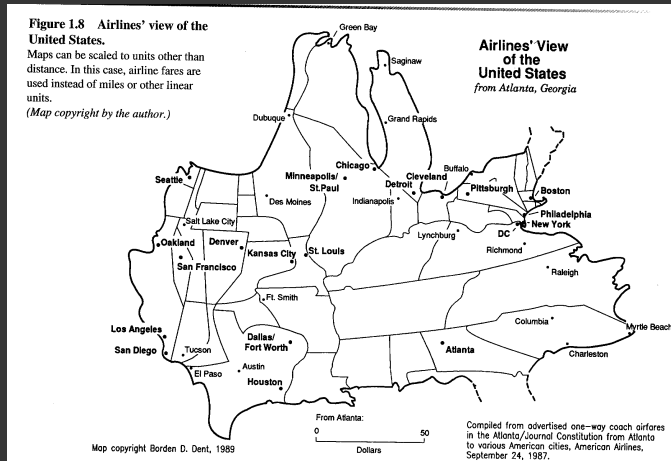 Figure 1.8 Airlines' view of the
United States.
Maps can be scaled to units other than
distance. In this case, airline fares are
used instead of miles or other linear
units.
(Map copyright by the author.)
Airlines' View
of the
United States
from Atlanta, Georgia
Green Bay
Saginaw
Dubuque
Grand Rapids
Chicago
Buffalo
Seattle
Minneapolis/
St.Paul
Cleveland
Detroit
Pittsburgh
Boston
Des Moines
Indianapolis
Philadelphia
New York
Salt Lake City
DC
Lynchburg
Richmond
Oakland
Denver
Kansas City
St. Louis
San Francisco
Raleigh
Ft. Smith
Columbia
Myrtle Beach
Los Angeles
San Diego
Tucson
Dallas/
Fort Worth
Atlanta
Charleston
El Paso
Austin
Houston
From Atlanta:
0 50
Dollars
Map copyright Borden D. Dent, 1989
Compiled from advertised one-way coach airfares
in the Atlanta/Journal Constitution from Atlanta
to various American cities, American Airlines,
September 24, 1987.